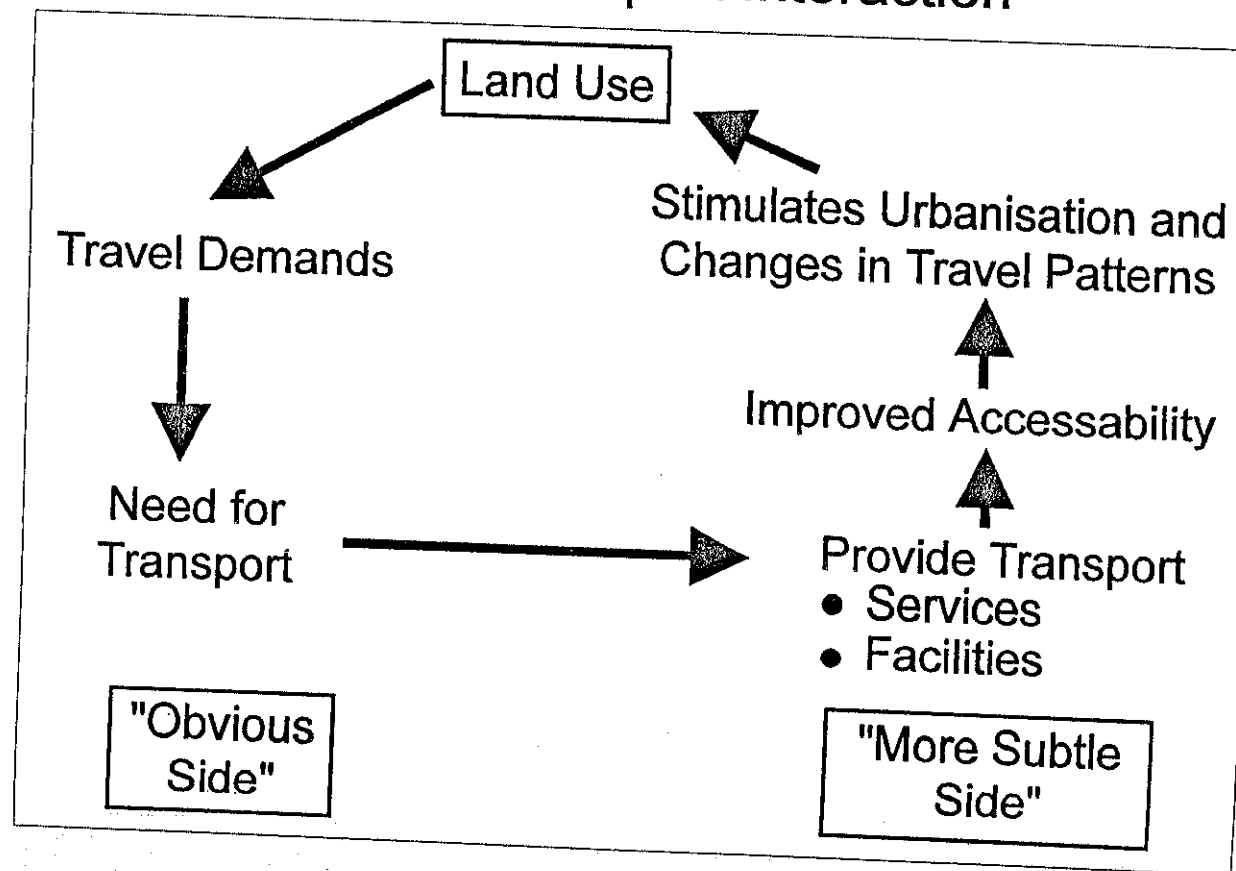 Interaction
Land Use
Travel Demands
Need for
Transport
"Obvious
Side"
Stimulates Urbanisation and
Changes in Travel Patterns
Improved Accessability
Provide Transport
● Services
● Facilities
"More Subtle
Side"